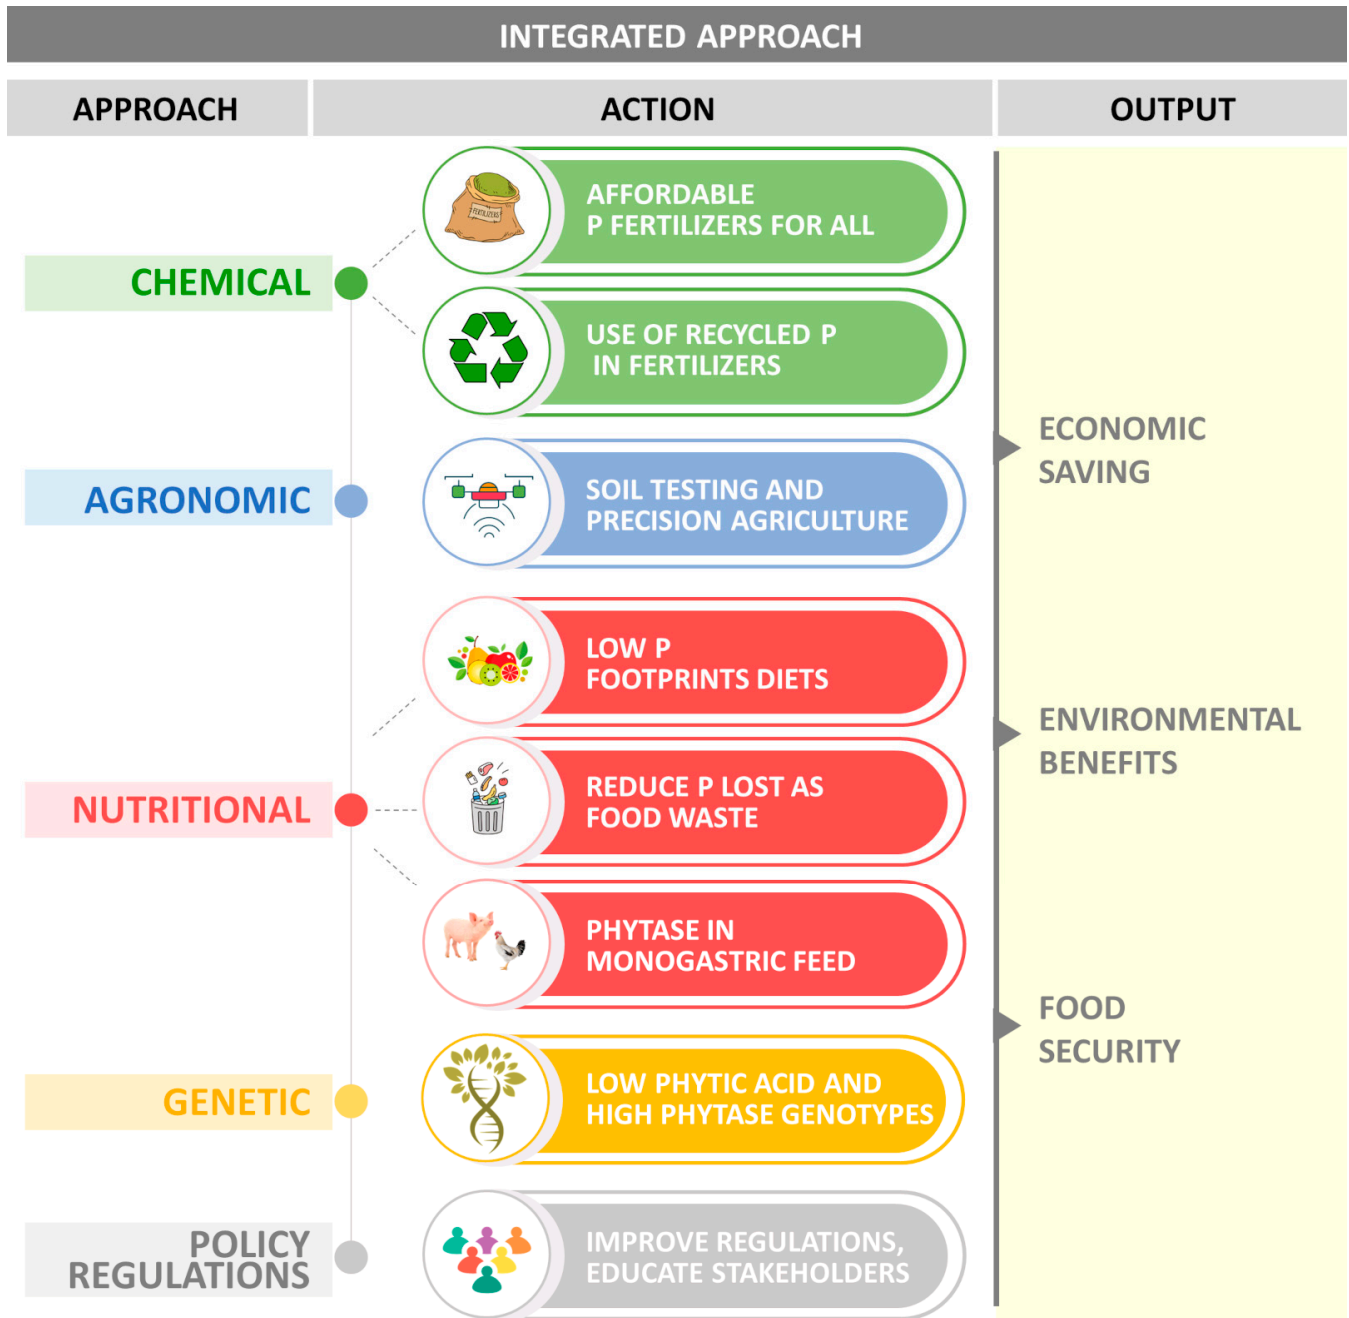 INTEGRATED APPROACH
APPROACH
ACTION
OUTPUT
CHEMICAL
FERTILIZERS
AFFORDABLE
P FERTILIZERS FOR ALL
USE OF RECYCLED P
IN FERTILIZERS
AGRONOMIC
SOIL TESTING AND
PRECISION AGRICULTURE
NUTRITIONAL
LOW P
FOOTPRINTS DIETS
REDUCE P LOST AS
FOOD WASTE
PHYTASE IN
MONOGASTRIC FEED
GENETIC
LOW PHYTIC ACID AND
HIGH PHYTASE GENOTYPES
POLICY
REGULATIONS
IMPROVE REGULATIONS,
EDUCATE STAKEHOLDERS
ECONOMIC
SAVING
ENVIRONMENTAL
BENEFITS
FOOD
SECURITY